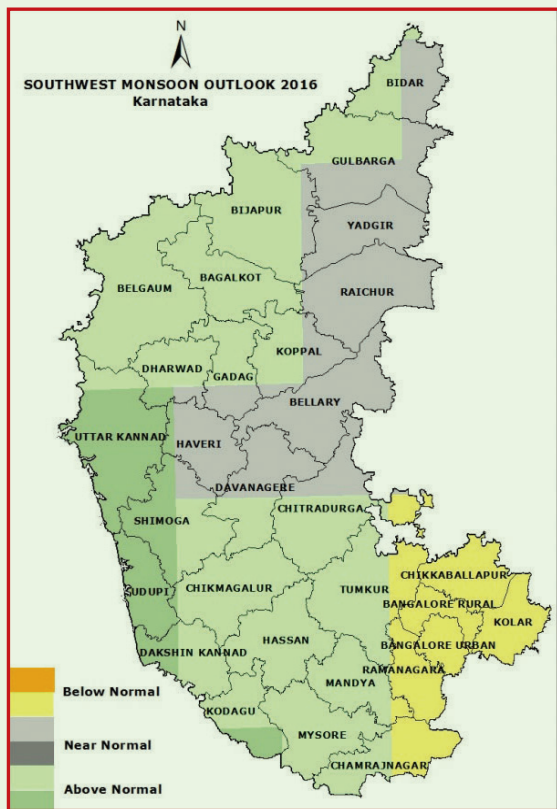 N
SOUTHWEST MONSOON OUTLOOK 2016
Karnataka
BIDAR
GULBARGA
BIJAPUR
YADGIR
BAGALKOT
BELGAUM
RAICHUR
KOPPAL
DHARWAD
GADAG
BELLARY
UTTAR KANNAD
HAVERI
DAVANAGERE
CHITRADURGA
SHIMOGA
CHIKKABALLAPUR
UDUPI
CHIKMAGALUR
TUMKUR
BANGALORE RURAL
KOLAR
HASSAN
BANGALORE URBAN
DAKSHIN KANNAD
RAMANAGARA
MANDYA
Below Normal
KODAGU
MYSORE
Near Normal
CHAMRAJNAGAR
Above Normal